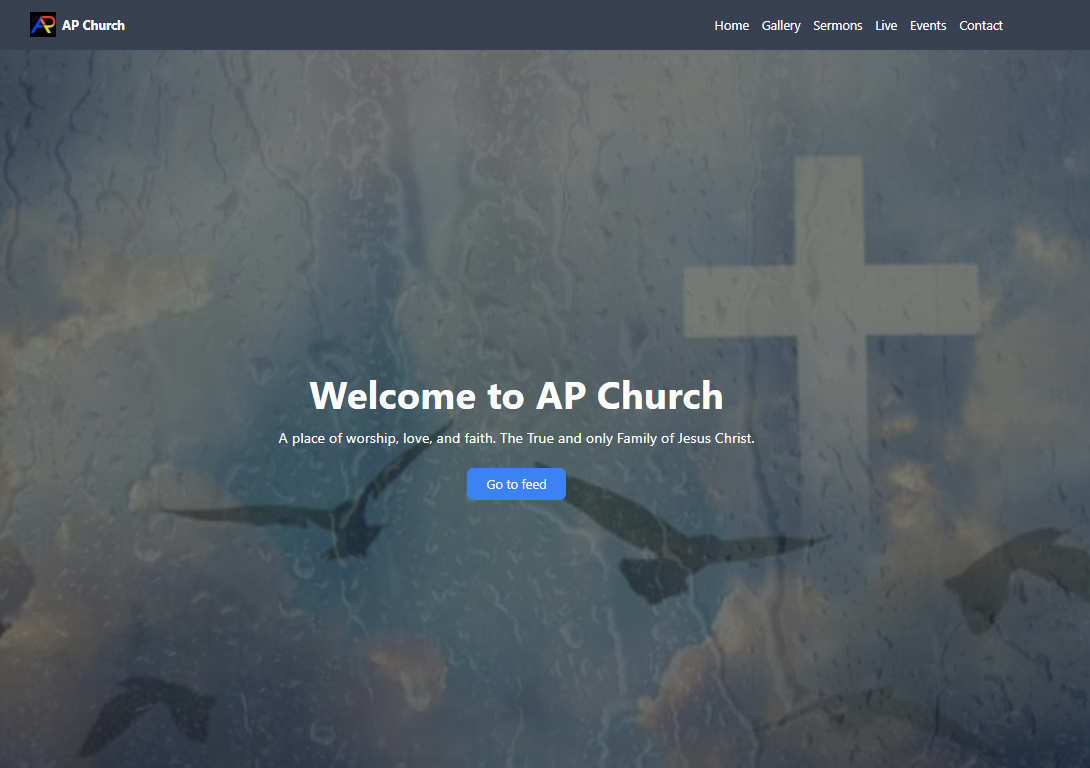 AP AP Church
Home Gallery Sermons Live Events Contact
Welcome to AP Church
A place of worship, love, and faith. The True and only Family of Jesus Christ.
Go to feed